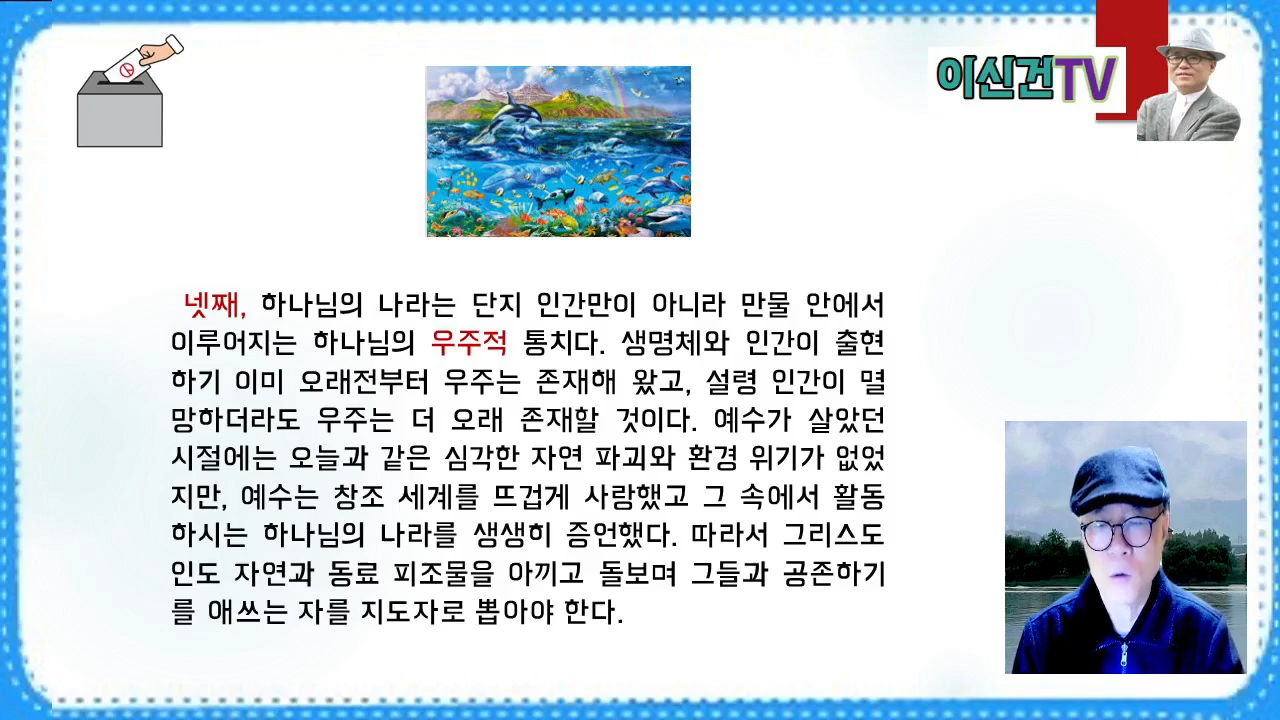 이신건TV
넷째, 하나님의 나라는 단지 인간만이 아니라 만물 안에서
이루어지는 하나님의 우주적 통치다. 생명체와 인간이 출현
하기 이미 오래전부터 우주는 존재해 왔고, 설령 인간이 멸
망하더라도 우주는 더 오래 존재할 것이다. 예수가 살았던
시절에는 오늘과 같은 심각한 자연 파괴와 환경 위기가 없었
지만, 예수는 창조 세계를 뜨겁게 사랑했고 그 속에서 활동
하시는 하나님의 나라를 생생히 증언했다. 따라서 그리스도
인도 자연과 동료 피조물을 아끼고 돌보며 그들과 공존하기
를 애쓰는 자를 지도자로 뽑아야 한다.